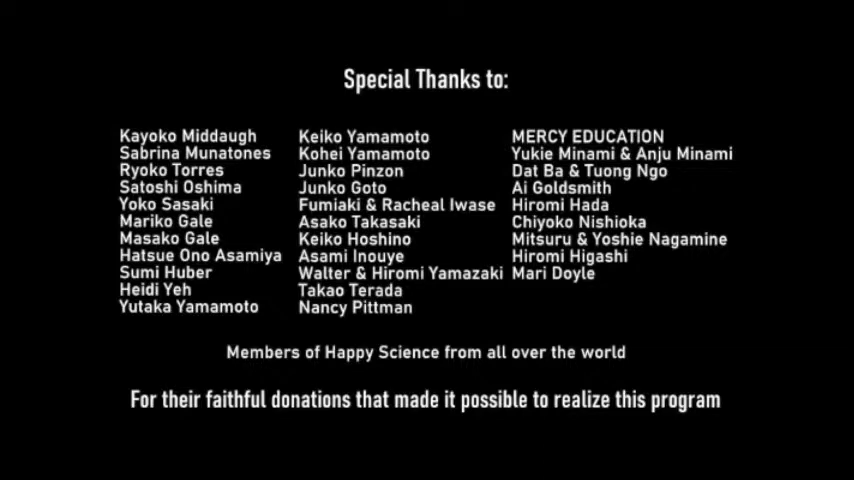 Special Thanks to:
Kayoko Middaugh
Sabrina Munatones
Ryoko Torres
Satoshi Oshima
Yoko Sasaki
Mariko Gale
Masako Gale
Hatsue Ono Asamiya
Sumi Huber
Heidi Yeh
Yutaka Yamamoto
Keiko Yamamoto
Kohei Yamamoto
Junko Pinzon
Junko Goto
Fumiaki & Racheal Iwase
Asako Takasaki
Keiko Hoshino
Asami Inouye
Walter & Hiromi Yamazaki
Takao Terada
Nancy Pittman
MERCY EDUCATION
Yukie Minami & Anju Minami
Dat Ba & Tuong Ngo
Ai Goldsmith
Hiromi Hada
Chiyoko Nishioka
Mitsuru & Yoshie Nagamine
Hiromi Higashi
Mari Doyle
Members of Happy Science from all over the world
For their faithful donations that made it possible to realize this program